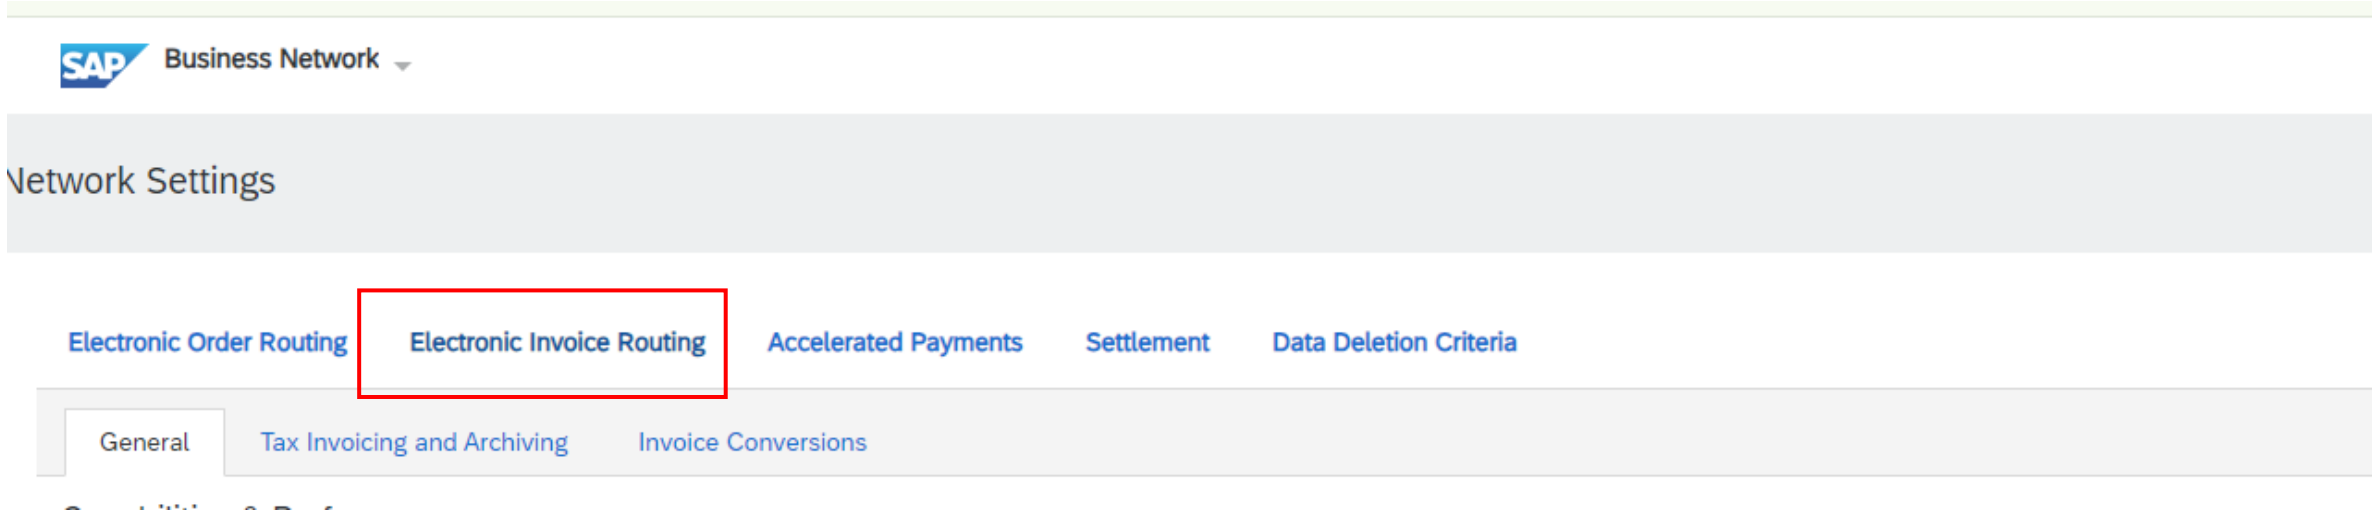 SAP Business Network
Network Settings
Electronic Order Routing Electronic Invoice Routing Accelerated Payments Settlement Data Deletion Criteria
General Tax Invoicing and Archiving Invoice Conversions